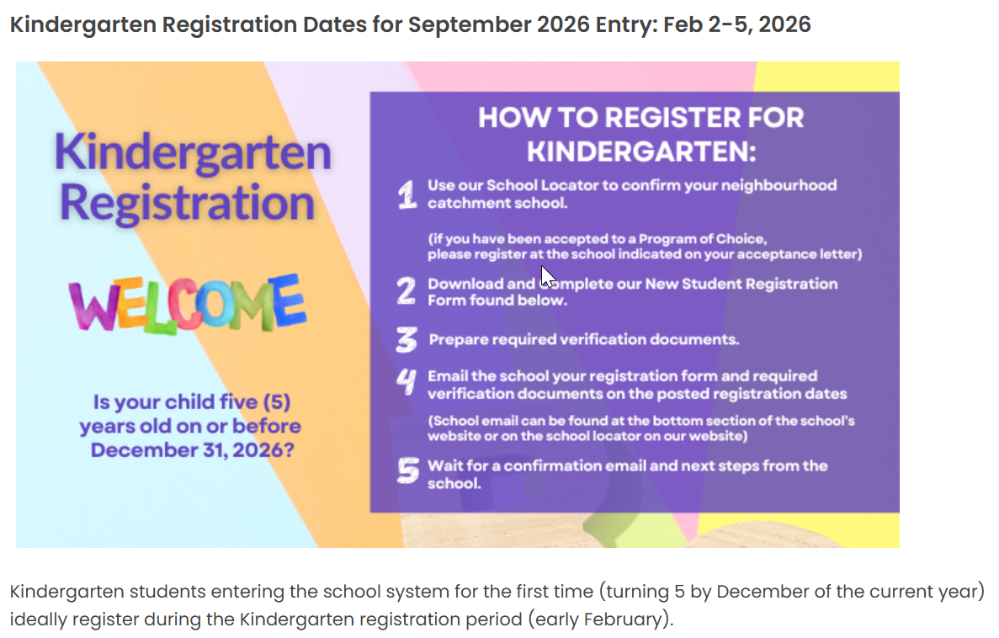 Kindergarten Registration Dates for September 2026 Entry: Feb 2-5, 2026
Kindergarten
Registration
WELCOME
Is your child five (5)
years old on or before
December 31, 2026?
HOW TO REGISTER FOR
KINDERGARTEN:
1 Use our School Locator to confirm your neighbourhood
catchment school.
(if you have been accepted to a Program of Choice,
please register at the school indicated on your acceptance letter)
2 Download and complete our New Student Registration
Form found below.
3 Prepare required verification documents.
4 Email the school your registration form and required
verification documents on the posted registration dates
(School email can be found at the bottom section of the school's
website or on the school locator on our website)
5 Wait for a confirmation email and next steps from the
school.
Kindergarten students entering the school system for the first time (turning 5 by December of the current year)
ideally register during the Kindergarten registration period (early February).